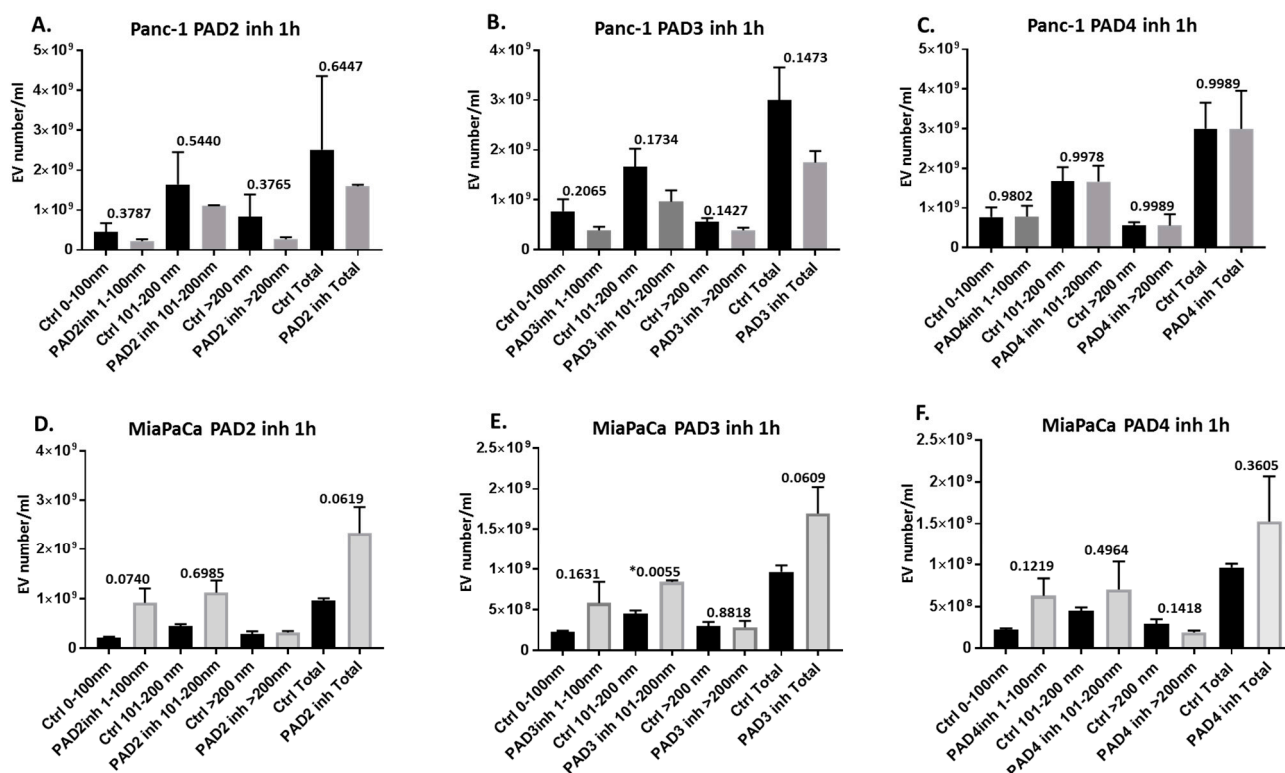 A.
Panc-1 PAD2 inh 1h
EV number/ml
5×10⁹
4×10⁹
3×10⁹
2×10⁹
1×10⁹
0
0.3787
0.5440
0.3765
0.6447
Ctrl 0-100nm
PAD2inh 1-100nm
Ctrl 101-200 nm
PAD2 inh 101-200nm
Ctrl >200 nm
PAD2 inh >200nm
Ctrl Total
PAD2 inh Total
B.
Panc-1 PAD3 inh 1h
EV number/ml
4×10⁹
3×10⁹
2×10⁹
1×10⁹
0
0.2065
0.1734
0.1427
0.1473
Ctrl 0-100nm
PAD3inh 1-100nm
Ctrl 101-200 nm
PAD3 inh 101-200nm
Ctrl >200 nm
PAD3 inh >200nm
Ctrl Total
PAD3 inh Total
C.
Panc-1 PAD4 inh 1h
EV number/ml
5×10⁹
4×10⁹
3×10⁹
2×10⁹
1×10⁹
0
0.9802
0.9978
0.9989
0.9989
Ctrl 0-100nm
PAD4inh 1-100nm
Ctrl 101-200 nm
PAD4 inh 101-200nm
Ctrl >200 nm
PAD4 inh >200nm
Ctrl Total
PAD4 inh Total
D.
MiaPaCa PAD2 inh 1h
EV number/ml
4×10⁹
3×10⁹
2×10⁹
1×10⁹
0
0.0740
0.6985
0.0619
Ctrl 0-100nm
PAD2inh 1-100nm
Ctrl 101-200 nm
PAD2 inh 101-200nm
Ctrl >200 nm
PAD2 inh >200nm
Ctrl Total
PAD2 inh Total
E.
MiaPaCa PAD3 inh 1h
EV number/ml
2.5×10⁹
2×10⁹
1.5×10⁹
1×10⁹
5×10⁸
0
0.1631
*0.0055
0.8818
0.0609
Ctrl 0-100nm
PAD3inh 1-100nm
Ctrl 101-200 nm
PAD3 inh 101-200nm
Ctrl >200 nm
PAD3 inh >200nm
Ctrl Total
PAD3 inh Total
F.
MiaPaCa PAD4 inh 1h
EV number/ml
2.5×10⁹
2×10⁹
1.5×10⁹
1×10⁹
5×10⁸
0
0.1219
0.4964
0.1418
0.3605
Ctrl 0-100nm
PAD4inh 1-100nm
Ctrl 101-200 nm
PAD4 inh 101-200nm
Ctrl >200 nm
PAD4 inh >200nm
Ctrl Total
PAD4 inh Total